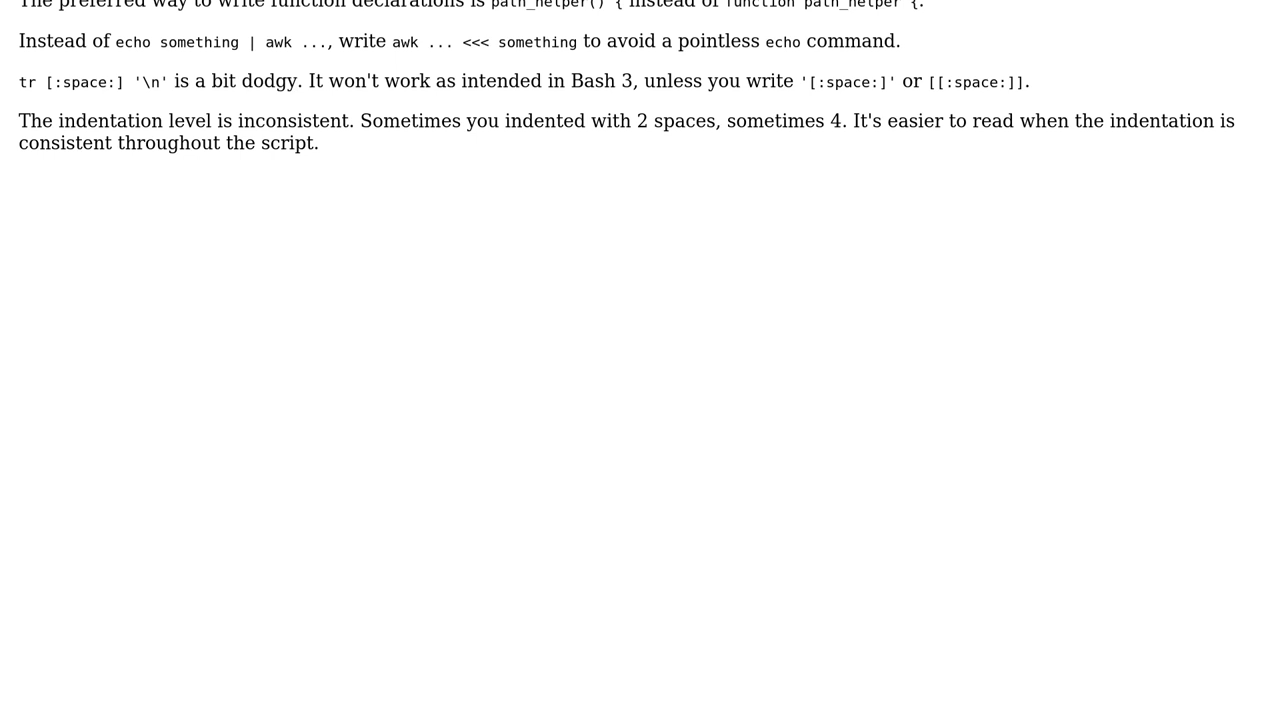 The preferred way to write function declarations is path_helper() { instead of function path_helper {.
Instead of echo something | awk ..., write awk ... <<< something to avoid a pointless echo command.
tr [:space:] '\n' is a bit dodgy. It won't work as intended in Bash 3, unless you write '[:space:]' or [[:space:]].
The indentation level is inconsistent. Sometimes you indented with 2 spaces, sometimes 4. It's easier to read when the indentation is
consistent throughout the script.